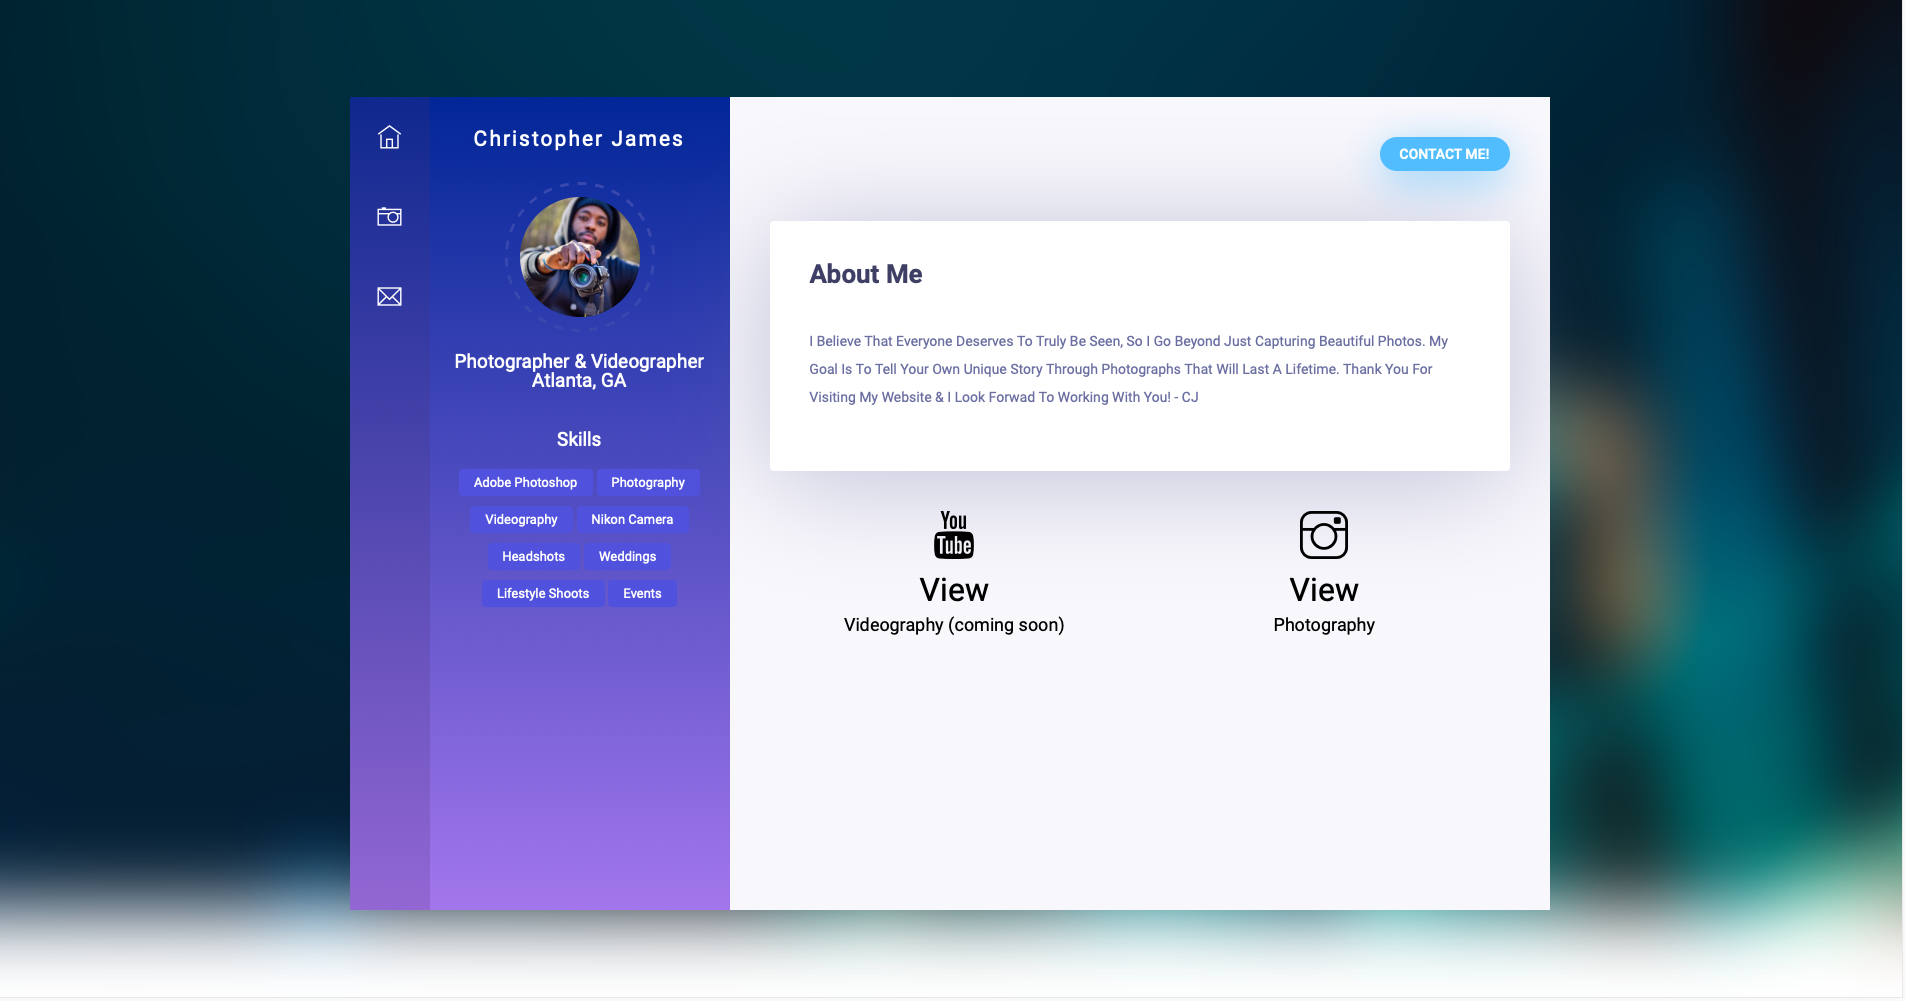 Christopher James
Photographer & Videographer
Atlanta, GA
Skills
Adobe Photoshop
Photography
Videography
Nikon Camera
Headshots
Weddings
Lifestyle Shoots
Events
CONTACT ME!
About Me
I Believe That Everyone Deserves To Truly Be Seen, So I Go Beyond Just Capturing Beautiful Photos. My
Goal Is To Tell Your Own Unique Story Through Photographs That Will Last A Lifetime. Thank You For
Visiting My Website & I Look Forwad To Working With You! - CJ
You
Tube
View
Videography (coming soon)
View
Photography